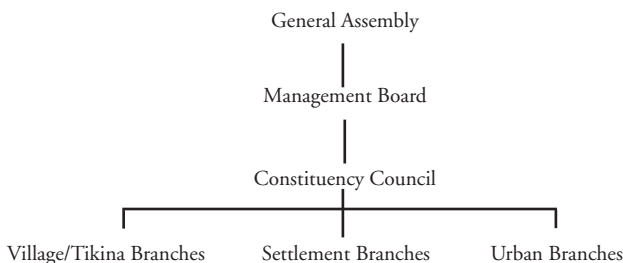 General Assembly
Management Board
Constituency Council
Village/Tikina Branches Settlement Branches Urban Branches